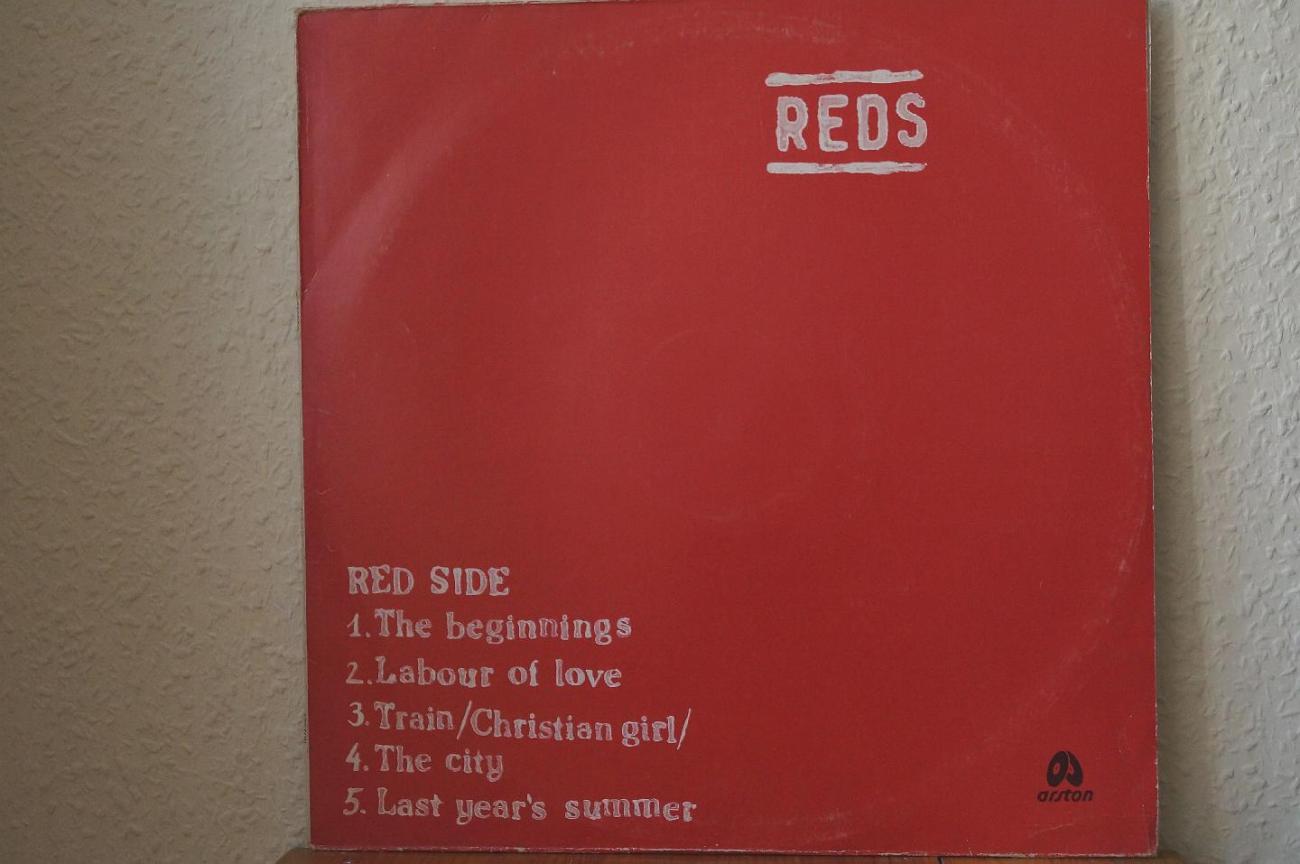 REDS
RED SIDE
1. The beginnings
2. Labour of love
3. Train/Christian girl/
4. The city
5. Last year's summer
arston